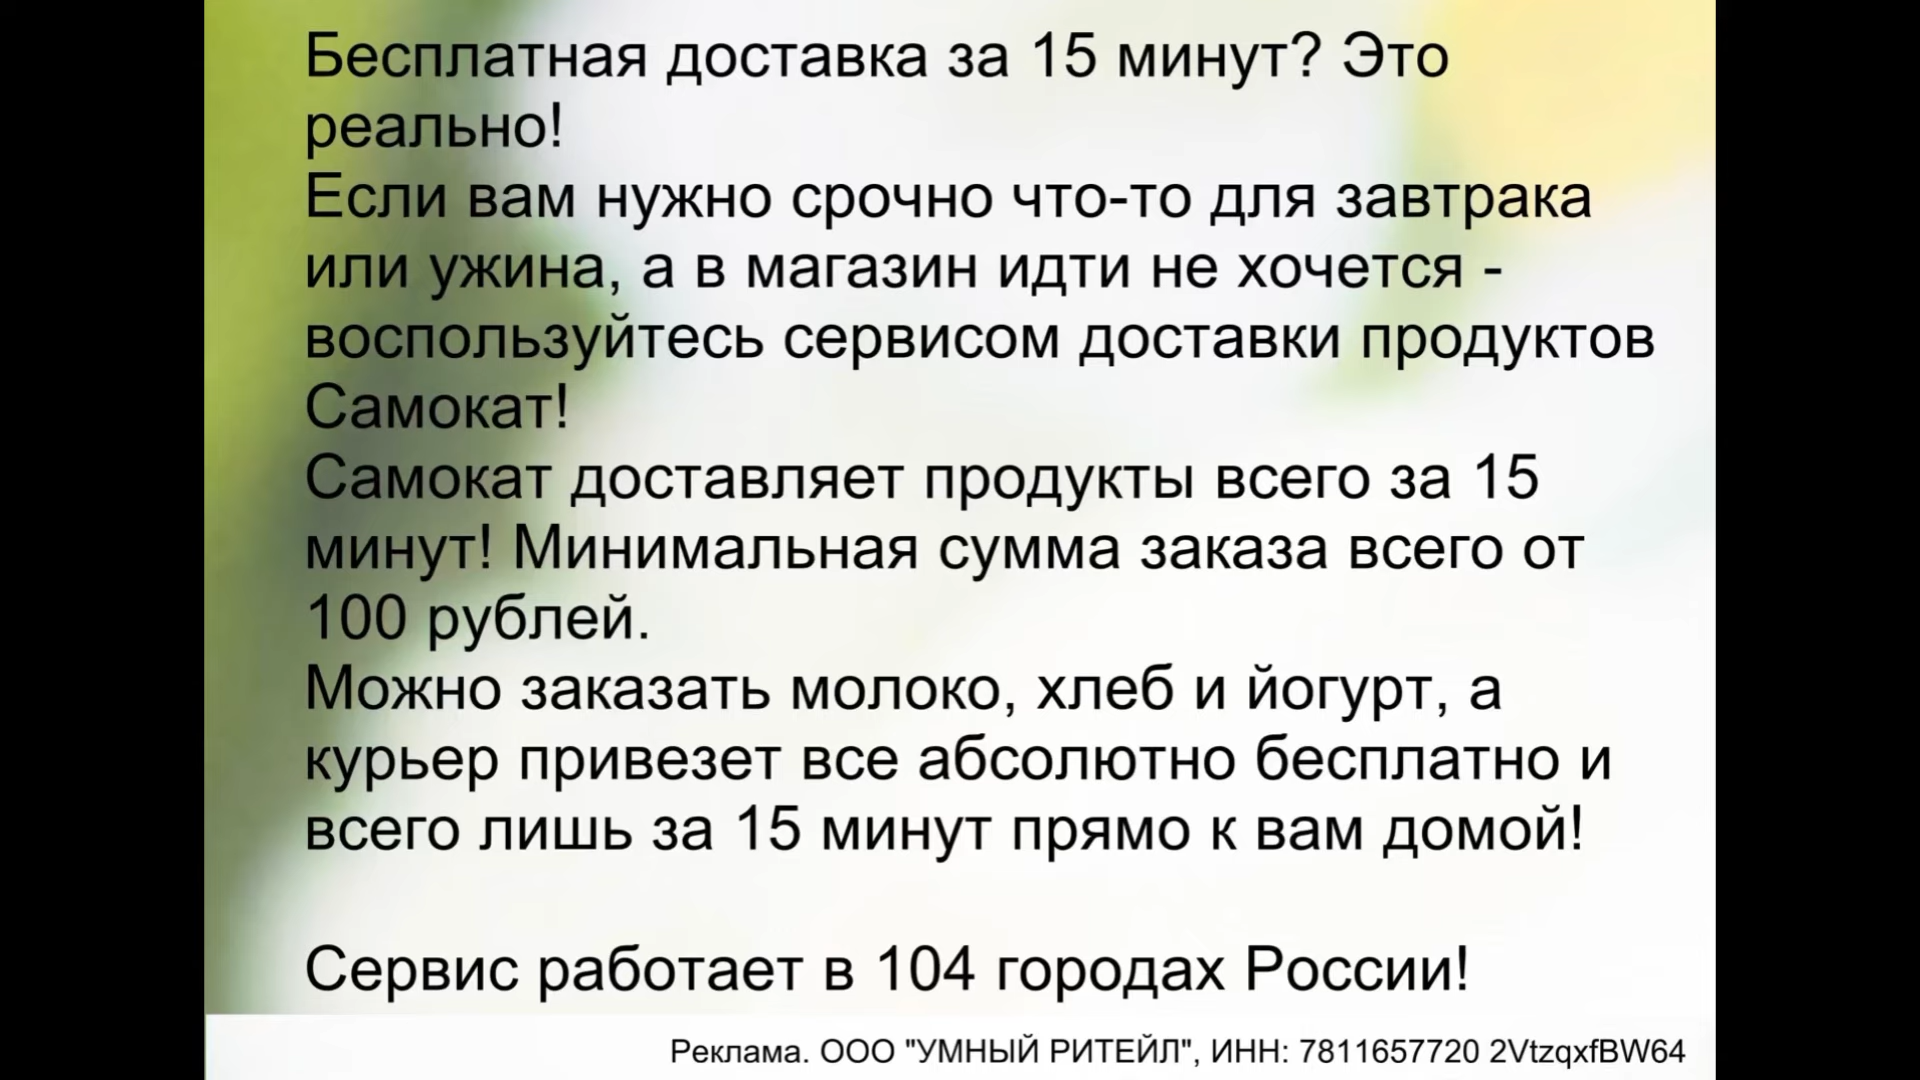 Бесплатная доставка за 15 минут? Это
реально!
Если вам нужно срочно что-то для завтрака
или ужина, а в магазин идти не хочется -
воспользуйтесь сервисом доставки продуктов
Самокат!
Самокат доставляет продукты всего за 15
минут! Минимальная сумма заказа всего от
100 рублей.
Можно заказать молоко, хлеб и йогурт, а
курьер привезет все абсолютно бесплатно и
всего лишь за 15 минут прямо к вам домой!
Сервис работает в 104 городах России!
Реклама. ООО "УМНЫЙ РИТЕЙЛ", ИНН: 7811657720 2VtzqxfBW64